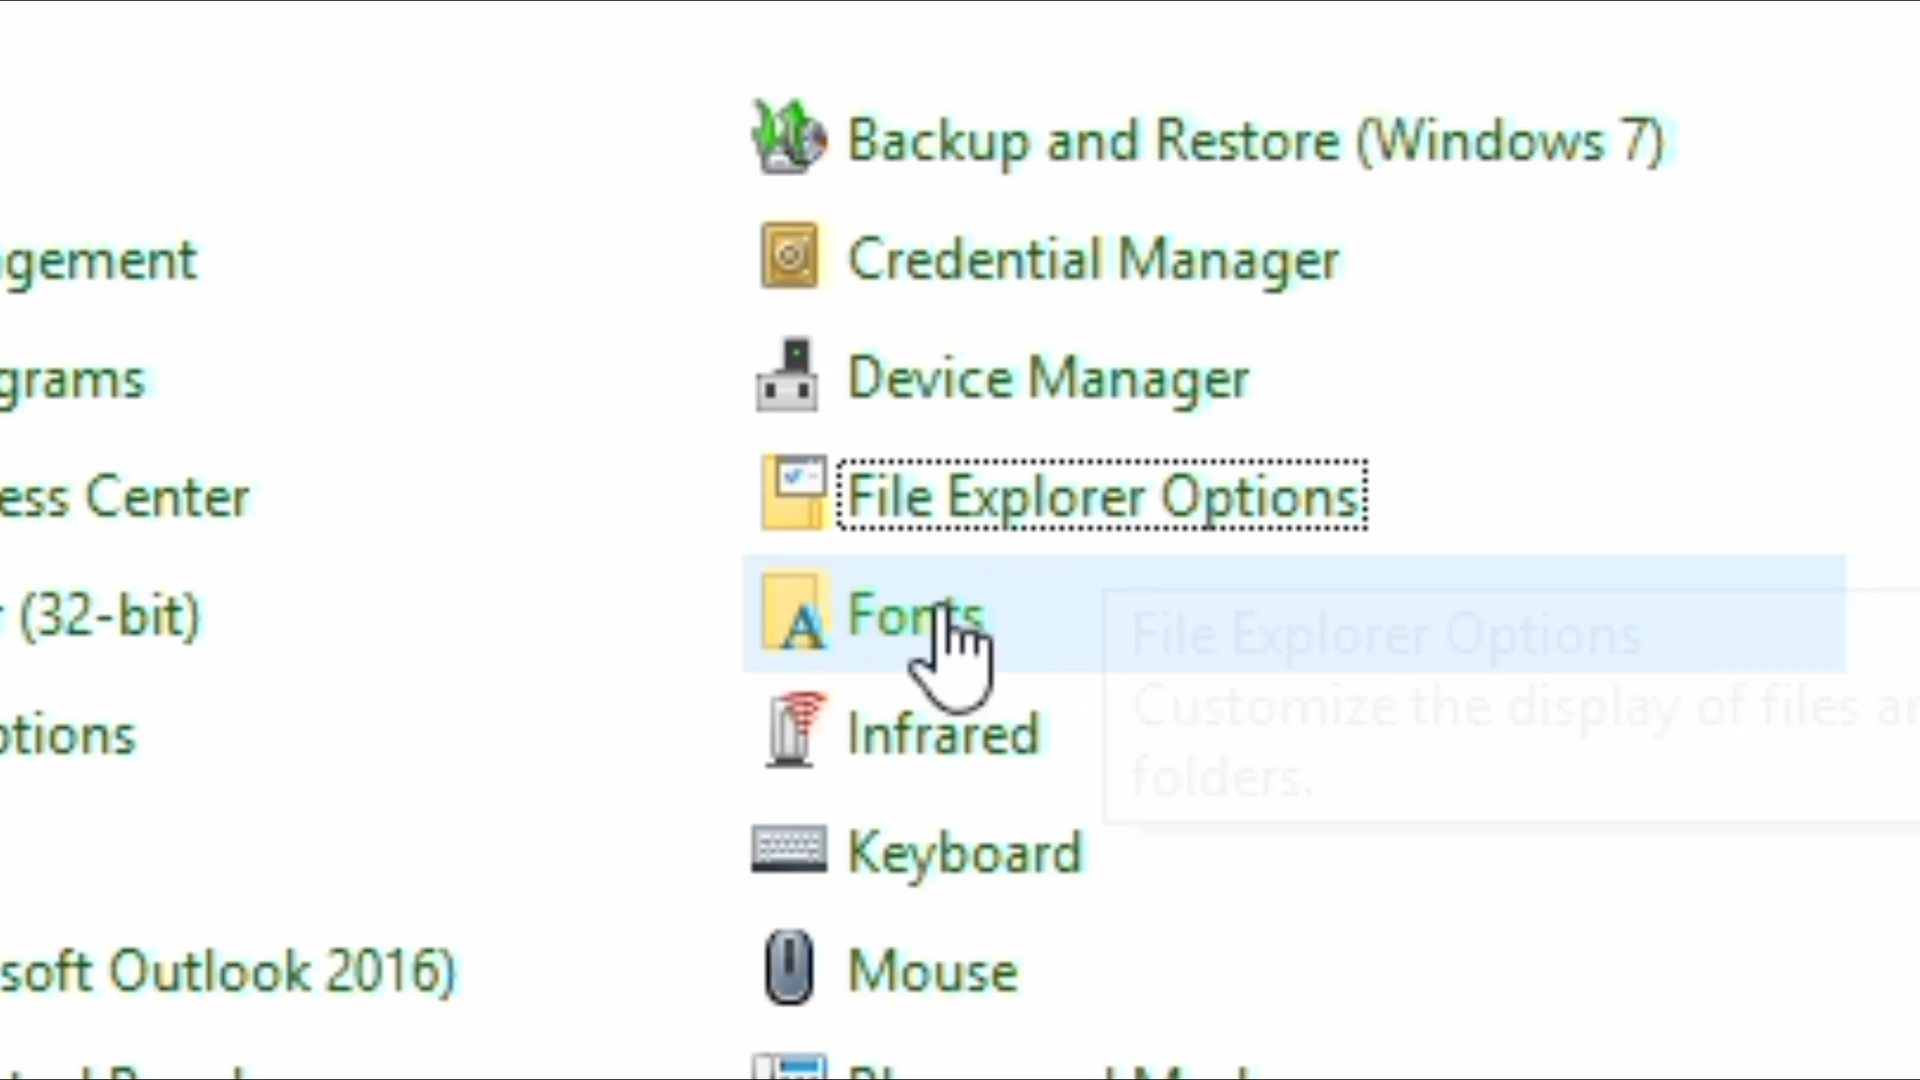 Backup and Restore (Windows 7)
gement
Credential Manager
grams
Device Manager
ess Center
File Explorer Options
(32-bit)
Fonts
File Explorer Options
Customize the display of files
folders.
ptions
Infrared
Keyboard
soft Outlook 2016)
Mouse